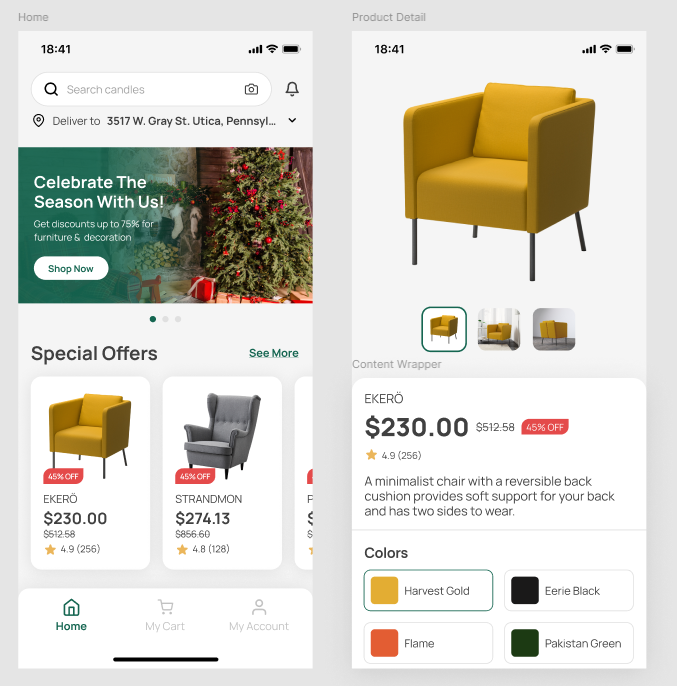 Home
18:41
Search candles
Deliver to 3517 W. Gray St. Utica, Pennsyl...
Celebrate The
Season With Us!
Get discounts up to 75% for
furniture & decoration
Shop Now
Special Offers
See More
45% OFF
EKERÖ
$230.00
$512.58
4.9 (256)
45% OFF
STRANDMON
$274.13
$856.60
4.8 (128)
Home
My Cart
My Account
Product Detail
18:41
Content Wrapper
EKERÖ
$230.00 $512.58 45% OFF
4.9 (256)
A minimalist chair with a reversible back
cushion provides soft support for your back
and has two sides to wear.
Colors
Harvest Gold
Eerie Black
Flame
Pakistan Green